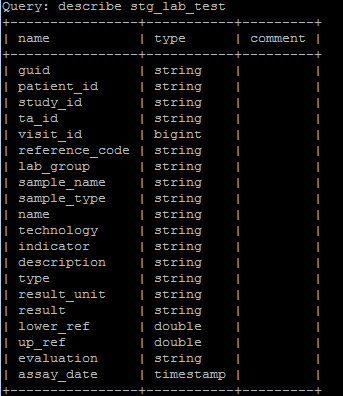 Query: describe stg_lab_test
+----------------+-----------+---------+
| name           | type      | comment |
+----------------+-----------+---------+
| guid           | string    |         |
| patient_id     | string    |         |
| study_id       | string    |         |
| ta_id          | string    |         |
| visit_id       | bigint    |         |
| reference_code | string    |         |
| lab_group      | string    |         |
| sample_name    | string    |         |
| sample_type    | string    |         |
| name           | string    |         |
| technology     | string    |         |
| indicator      | string    |         |
| description    | string    |         |
| type           | string    |         |
| result_unit    | string    |         |
| result         | string    |         |
| lower_ref      | double    |         |
| up_ref         | double    |         |
| evaluation     | string    |         |
| assay_date     | timestamp |         |
+----------------+-----------+---------+